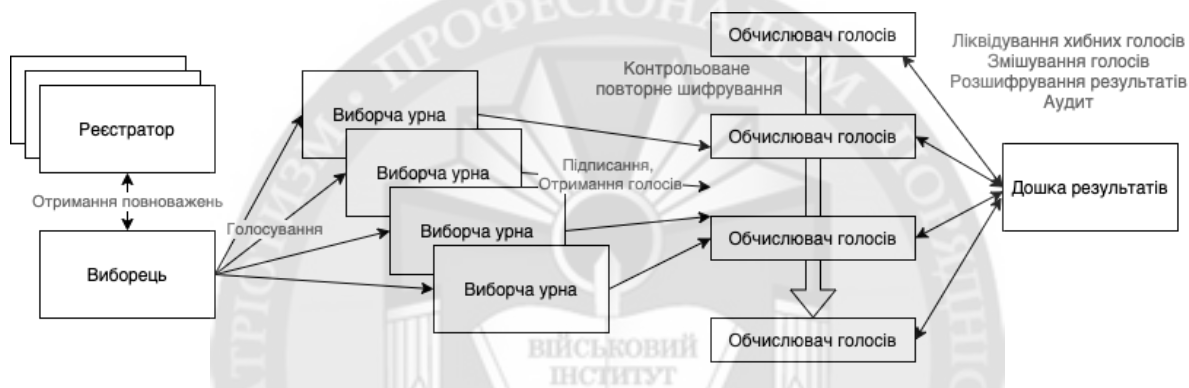 Реєстратор
Отримання повноважень
Виборець
Голосування
Виборча урна
Виборча урна
Виборча урна
Виборча урна
Підписання,
Отримання голосів
Контрольоване
повторне шифрування
Обчислювач голосів
Обчислювач голосів
Обчислювач голосів
Обчислювач голосів
Ліквідування хибних голосів
Змішування голосів
Розшифрування результатів
Аудит
Дошка результатів
ПРОФЕСІОНАЛІЗМ
ВІЙСЬКОВИЙ
ІНСТИТУТ